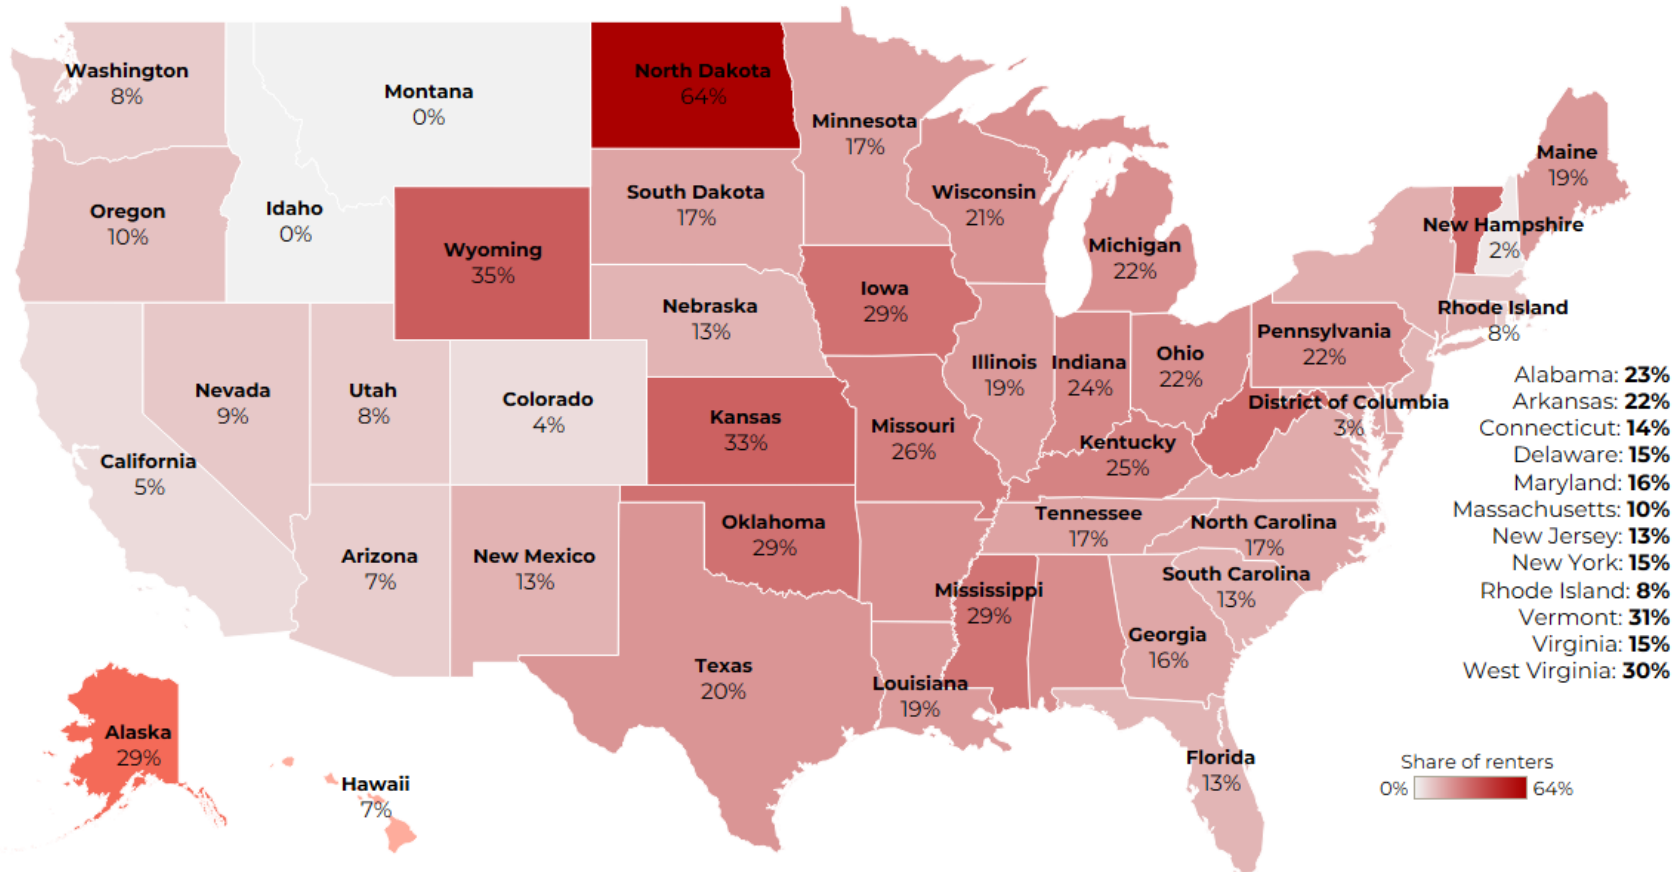 Washington
8%
Montana
0%
North Dakota
64%
Minnesota
17%
Maine
19%
Oregon
10%
Idaho
0%
Wyoming
35%
South Dakota
17%
Wisconsin
21%
Michigan
22%
New Hampshire
2%
Nebraska
13%
Iowa
29%
Rhode Island
8%
Nevada
9%
Utah
8%
Colorado
4%
Kansas
33%
Missouri
26%
Illinois
19%
Indiana
24%
Ohio
22%
Pennsylvania
22%
District of Columbia
3%
Kentucky
25%
California
5%
Arizona
7%
New Mexico
13%
Oklahoma
29%
Tennessee
17%
North Carolina
17%
South Carolina
13%
Mississippi
29%
Georgia
16%
Texas
20%
Louisiana
19%
Florida
13%
Alaska
29%
Hawaii
7%
Alabama: 23%
Arkansas: 22%
Connecticut: 14%
Delaware: 15%
Maryland: 16%
Massachusetts: 10%
New Jersey: 13%
New York: 15%
Rhode Island: 8%
Vermont: 31%
Virginia: 15%
West Virginia: 30%
Share of renters
0% 64%